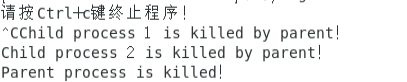 请按Ctrl+c键终止程序！
^CChild process 1 is killed by parent!
Child process 2 is killed by parent!
Parent process is killed!